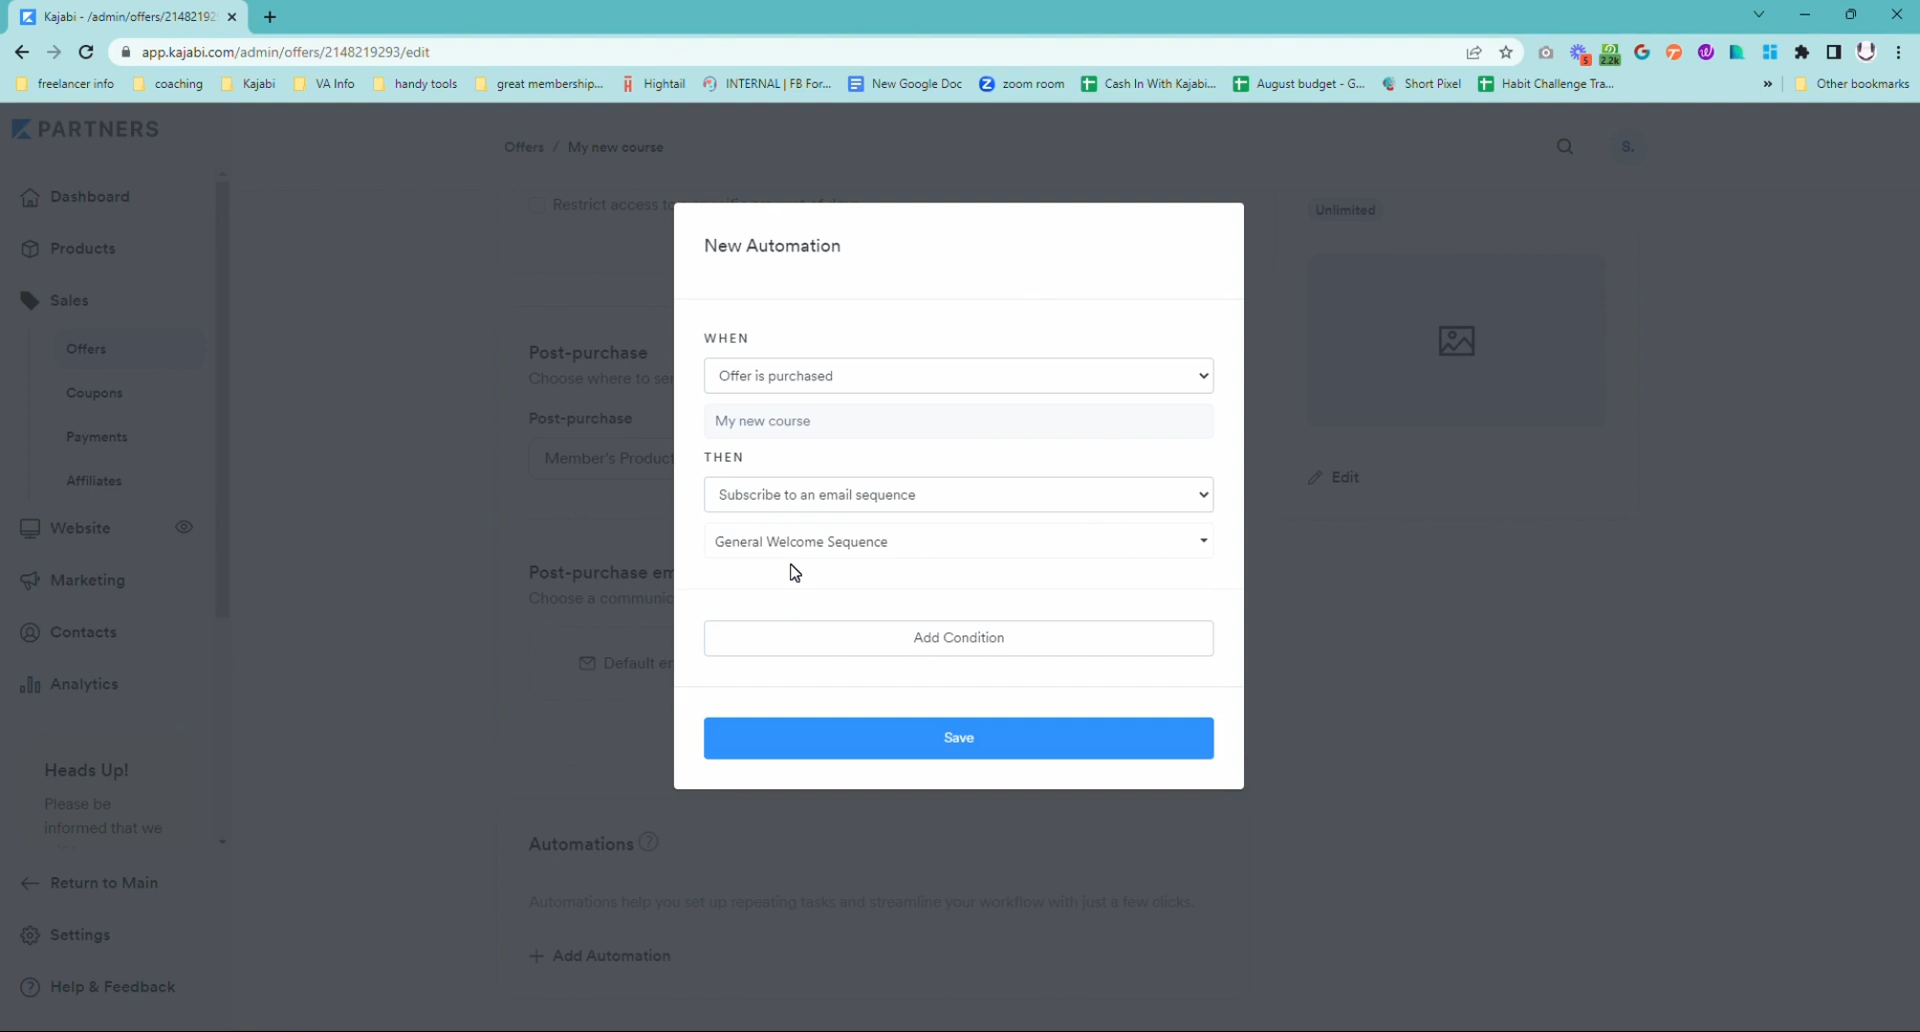 Kajabi - /admin/offers/21482192
app.kajabi.com/admin/offers/2148219293/edit
5
2.2k
freelancer info
coaching
Kajabi
VA Info
handy tools
great membership...
Hightail
INTERNAL | FB For...
New Google Doc
zoom room
Cash In With Kajabi...
August budget - G...
Short Pixel
Habit Challenge Tra...
»
Other bookmarks
PARTNERS
Offers / My new course
S.
Dashboard
Products
Sales
Offers
Coupons
Payments
Affiliates
Website
Marketing
Contacts
Analytics
Heads Up!
Please be
informed that we
Return to Main
Settings
Help & Feedback
Restrict access to
Unlimited
Post-purchase
Choose where to se
Post-purchase
Member's Product
Edit
Post-purchase em
Choose a communic
Default er
Automations
Automations help you set up repeating tasks and streamline your workflow with just a few clicks.
Add Automation
New Automation
WHEN
Offer is purchased
My new course
THEN
Subscribe to an email sequence
General Welcome Sequence
Add Condition
Save